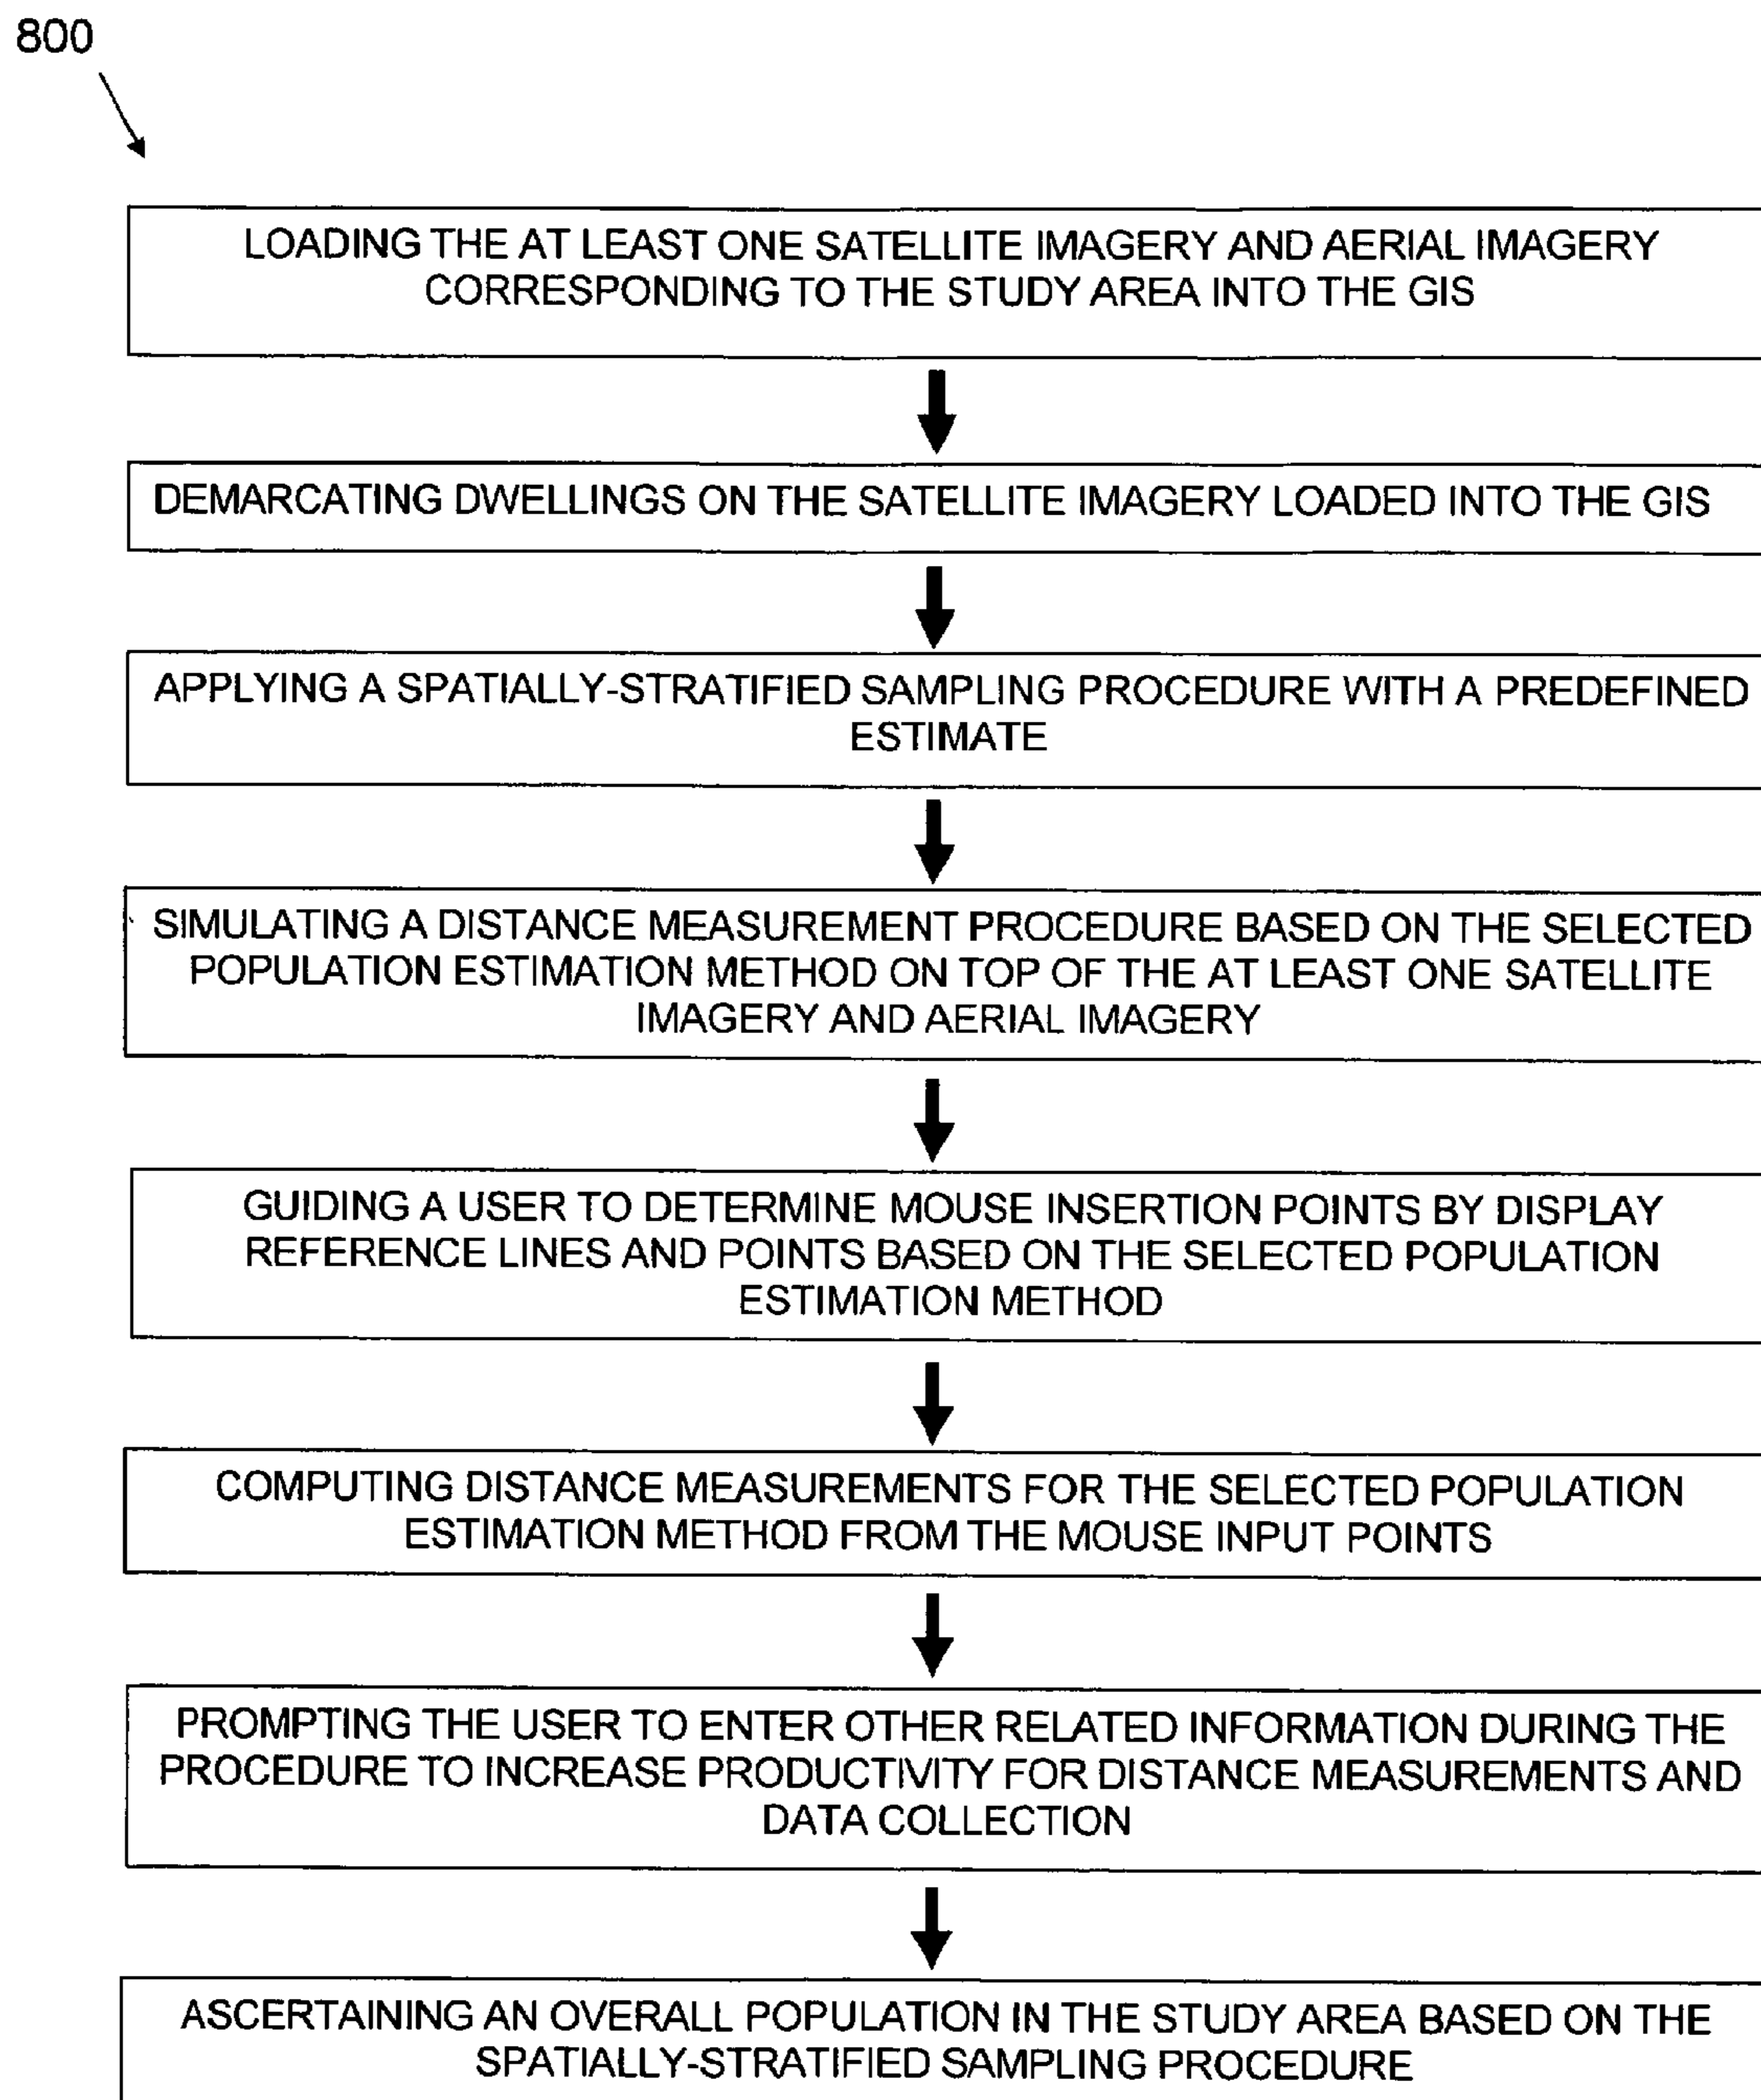 800
LOADING THE AT LEAST ONE SATELLITE IMAGERY AND AERIAL IMAGERY
CORRESPONDING TO THE STUDY AREA INTO THE GIS
DEMARCATING DWELLINGS ON THE SATELLITE IMAGERY LOADED INTO THE GIS
APPLYING A SPATIALLY-STRATIFIED SAMPLING PROCEDURE WITH A PREDEFINED
ESTIMATE
SIMULATING A DISTANCE MEASUREMENT PROCEDURE BASED ON THE SELECTED
POPULATION ESTIMATION METHOD ON TOP OF THE AT LEAST ONE SATELLITE
IMAGERY AND AERIAL IMAGERY
GUIDING A USER TO DETERMINE MOUSE INSERTION POINTS BY DISPLAY
REFERENCE LINES AND POINTS BASED ON THE SELECTED POPULATION
ESTIMATION METHOD
COMPUTING DISTANCE MEASUREMENTS FOR THE SELECTED POPULATION
ESTIMATION METHOD FROM THE MOUSE INPUT POINTS
PROMPTING THE USER TO ENTER OTHER RELATED INFORMATION DURING THE
PROCEDURE TO INCREASE PRODUCTIVITY FOR DISTANCE MEASUREMENTS AND
DATA COLLECTION
ASCERTAINING AN OVERALL POPULATION IN THE STUDY AREA BASED ON THE
SPATIALLY-STRATIFIED SAMPLING PROCEDURE